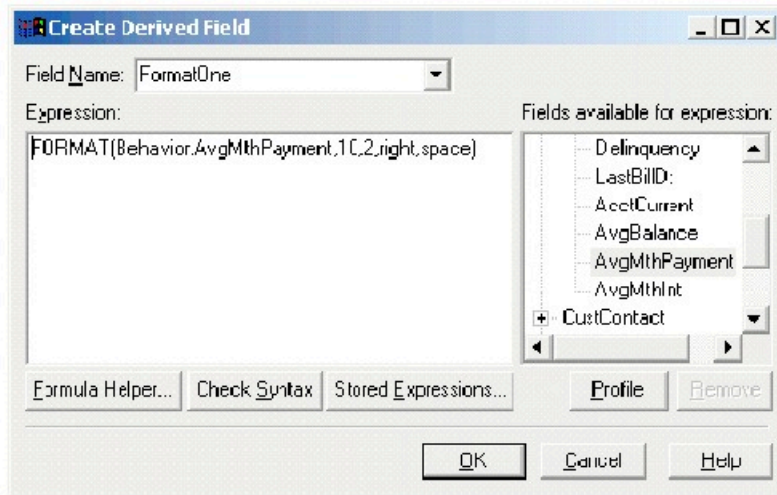 Create Derived Field
Field Name: FormatOne
Expression:
Fields available for expression:
FORMAT(Behavior.AvgMthPayment,10,2,right,space)
Delinquency
LastBillID:
AcctCurrent
AvgBalance
AvgMthPayment
AvgMthInt
CustContact
Formula Helper...
Check Syntax
Stored Expressions...
Profile
Remove
OK
Cancel
Help